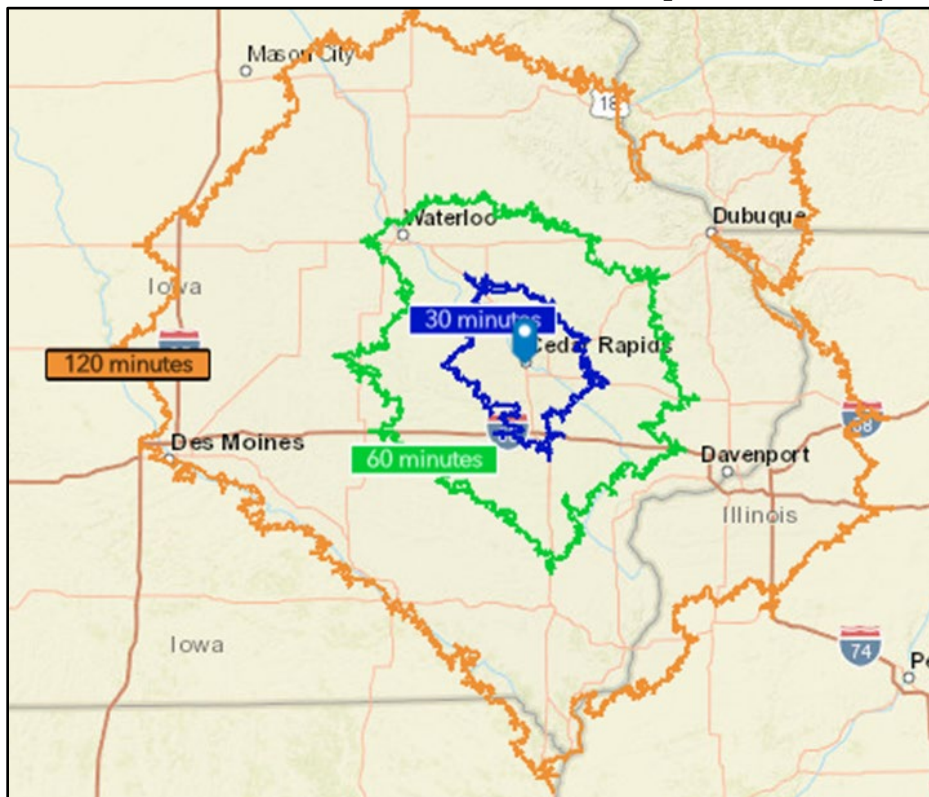 Mason City
18
Waterloo
Dubuque
Iowa
30 minutes
Cedar Rapids
120 minutes
Des Moines
60 minutes
Davenport
Illinois
Iowa
74